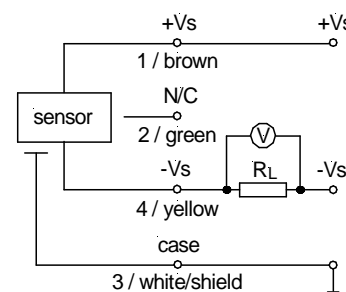 +Vs +Vs
1 / brown
N/C
sensor
2 / green
V
RL
-Vs -Vs
4 / yellow
case
3 / white/shield